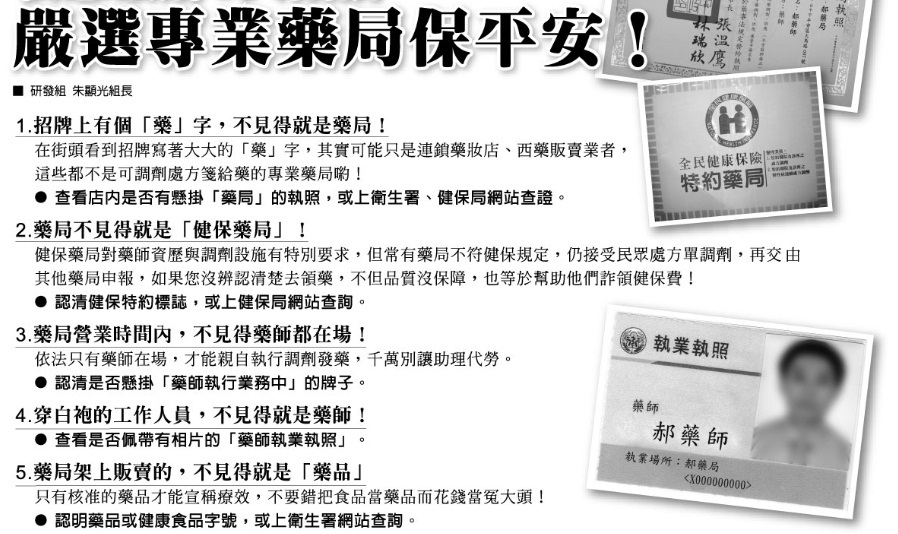 嚴選專業藥局保平安！
■ 研發組 朱顯光組長
1.招牌上有個「藥」字，不見得就是藥局！
在街頭看到招牌寫著大大的「藥」字，其實可能只是連鎖藥妝店、西藥販賣業者，
這些都不是可調劑處方箋給藥的專業藥局喲！
● 查看店内是否有懸掛「藥局」的執照，或上衛生署、健保局網站查證。
2.藥局不見得就是「健保藥局」！
健保藥局對藥師資歷與調劑設施有特別要求，但常有藥局不符健保規定，仍接受民眾處方單調劑，再交由
其他藥局申報，如果您沒辨認清楚去領藥，不但品質沒保障，也等於幫助他們詐領健保費！
● 認清健保特約標誌，或上健保局網站查詢。
3.藥局營業時間內，不見得藥師都在場！
依法只有藥師在場，才能親自執行調劑發藥，千萬別讓助理代勞。
● 認清是否懸掛「藥師執行業務中」的牌子。
4.穿白袍的工作人員，不見得就是藥師！
● 查看是否佩帶有相片的「藥師執業執照」。
5.藥局架上販賣的，不見得就是「藥品」
只有核准的藥品才能宣稱療效，不要錯把食品當藥品而花錢當冤大頭！
● 認明藥品或健康食品字號，或上衛生署網站查詢。
張溫鷹
林瑞欣
全民健康保險
特約藥局
執業執照
藥師
郝藥師
執業場所：郝藥局
<X000000000>